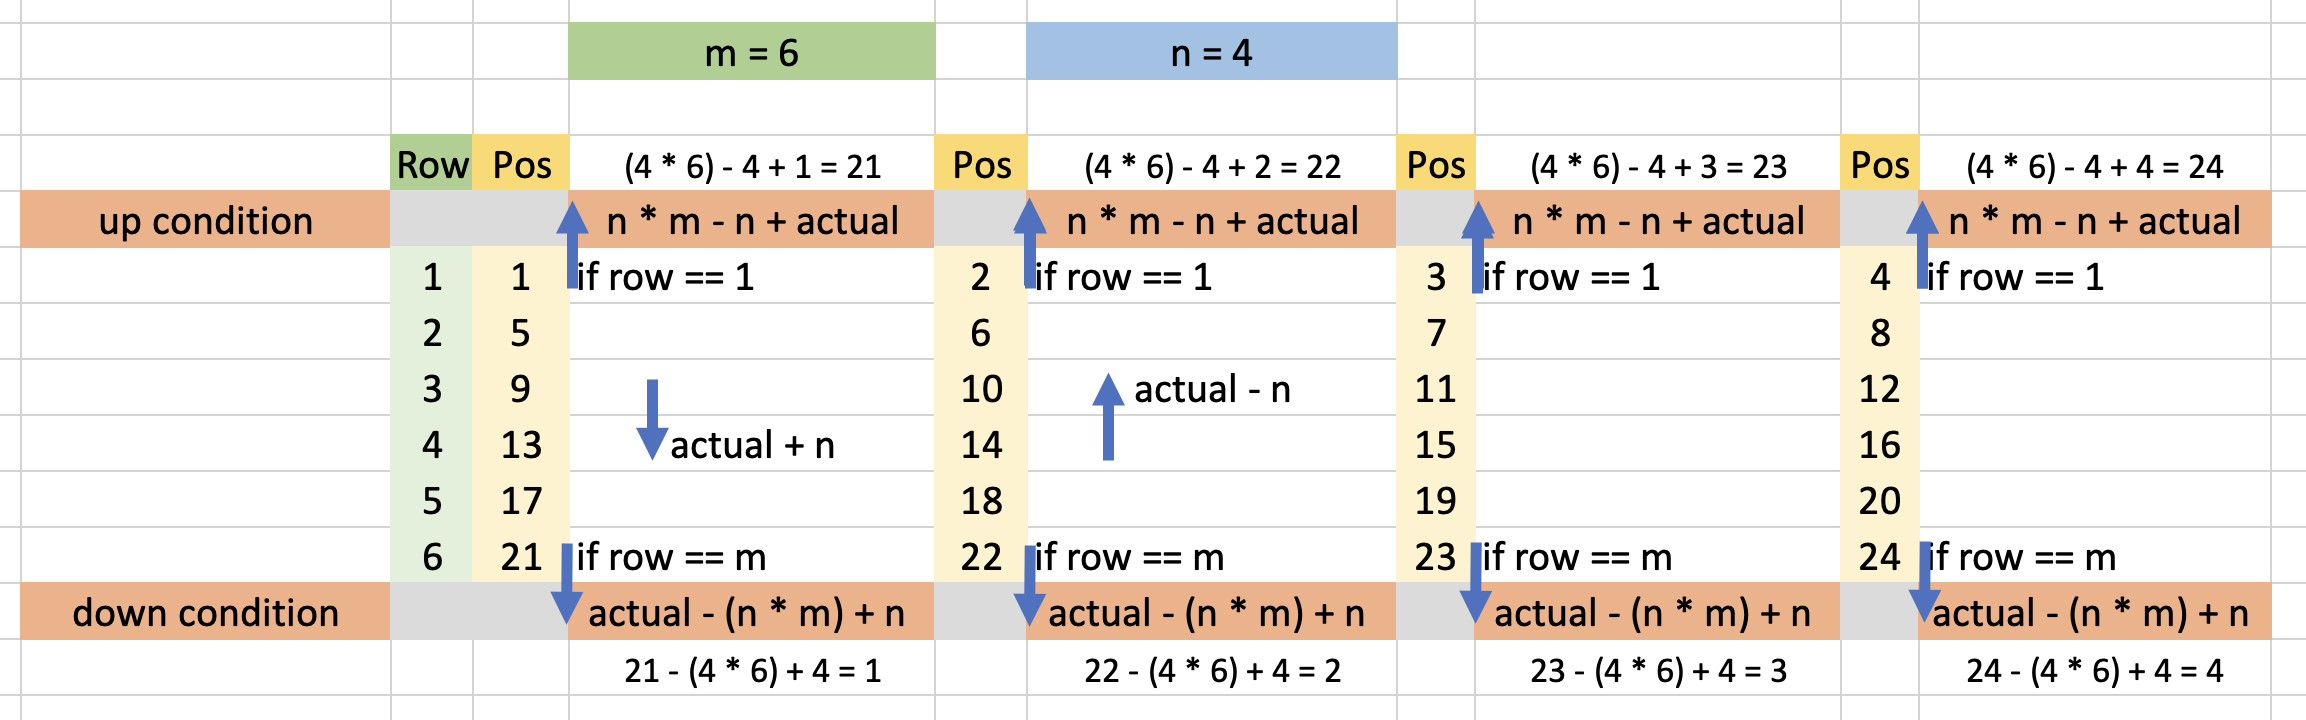 m = 6 n = 4
Row Pos (4 * 6) - 4 + 1 = 21 Pos (4 * 6) - 4 + 2 = 22 Pos (4 * 6) - 4 + 3 = 23 Pos (4 * 6) - 4 + 4 = 24
up condition n * m - n + actual n * m - n + actual n * m - n + actual n * m - n + actual
1 1 if row == 1 2 if row == 1 3 if row == 1 4 if row == 1
2 5 6 7 8
3 9 10 actual - n 11 12
4 13 actual + n 14 15 16
5 17 18 19 20
6 21 if row == m 22 if row == m 23 if row == m 24 if row == m
down condition actual - (n * m) + n actual - (n * m) + n actual - (n * m) + n actual - (n * m) + n
21 - (4 * 6) + 4 = 1 22 - (4 * 6) + 4 = 2 23 - (4 * 6) + 4 = 3 24 - (4 * 6) + 4 = 4